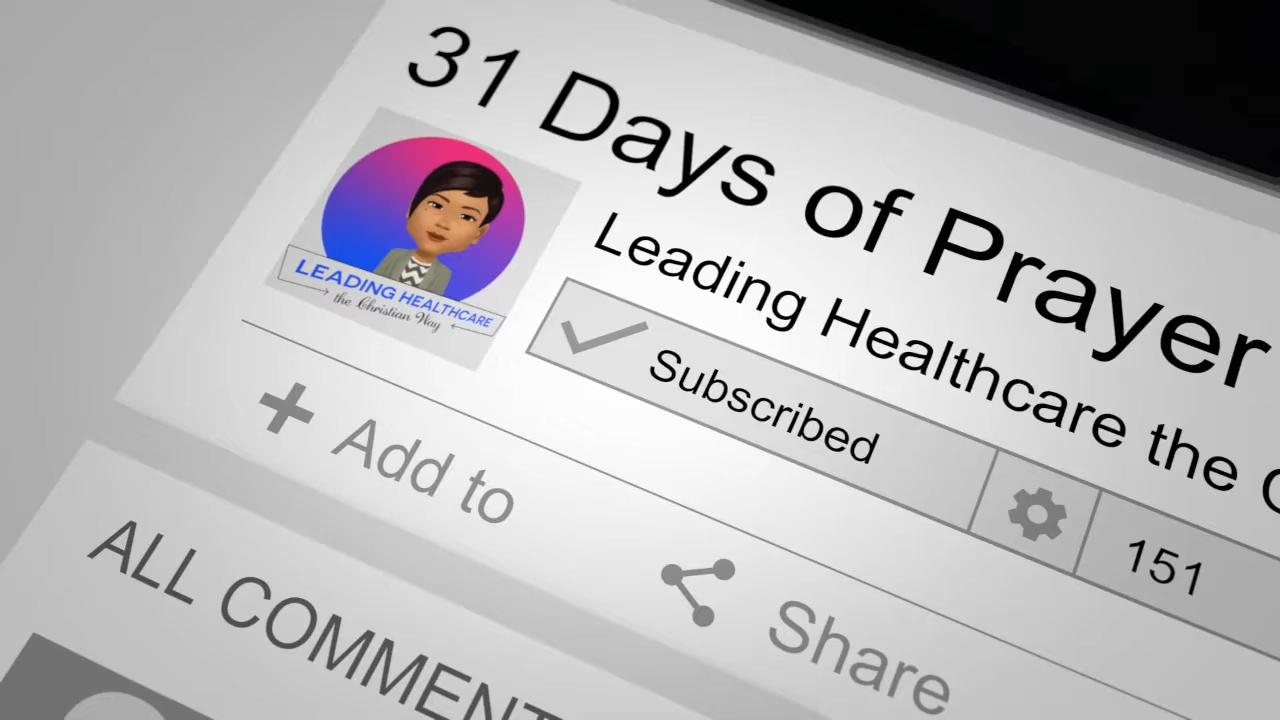 31 Days of Prayer
LEADING HEALTHCARE
the Christian Way
Leading Healthcare the
Subscribed
151
Add to
Share
ALL COMMENT